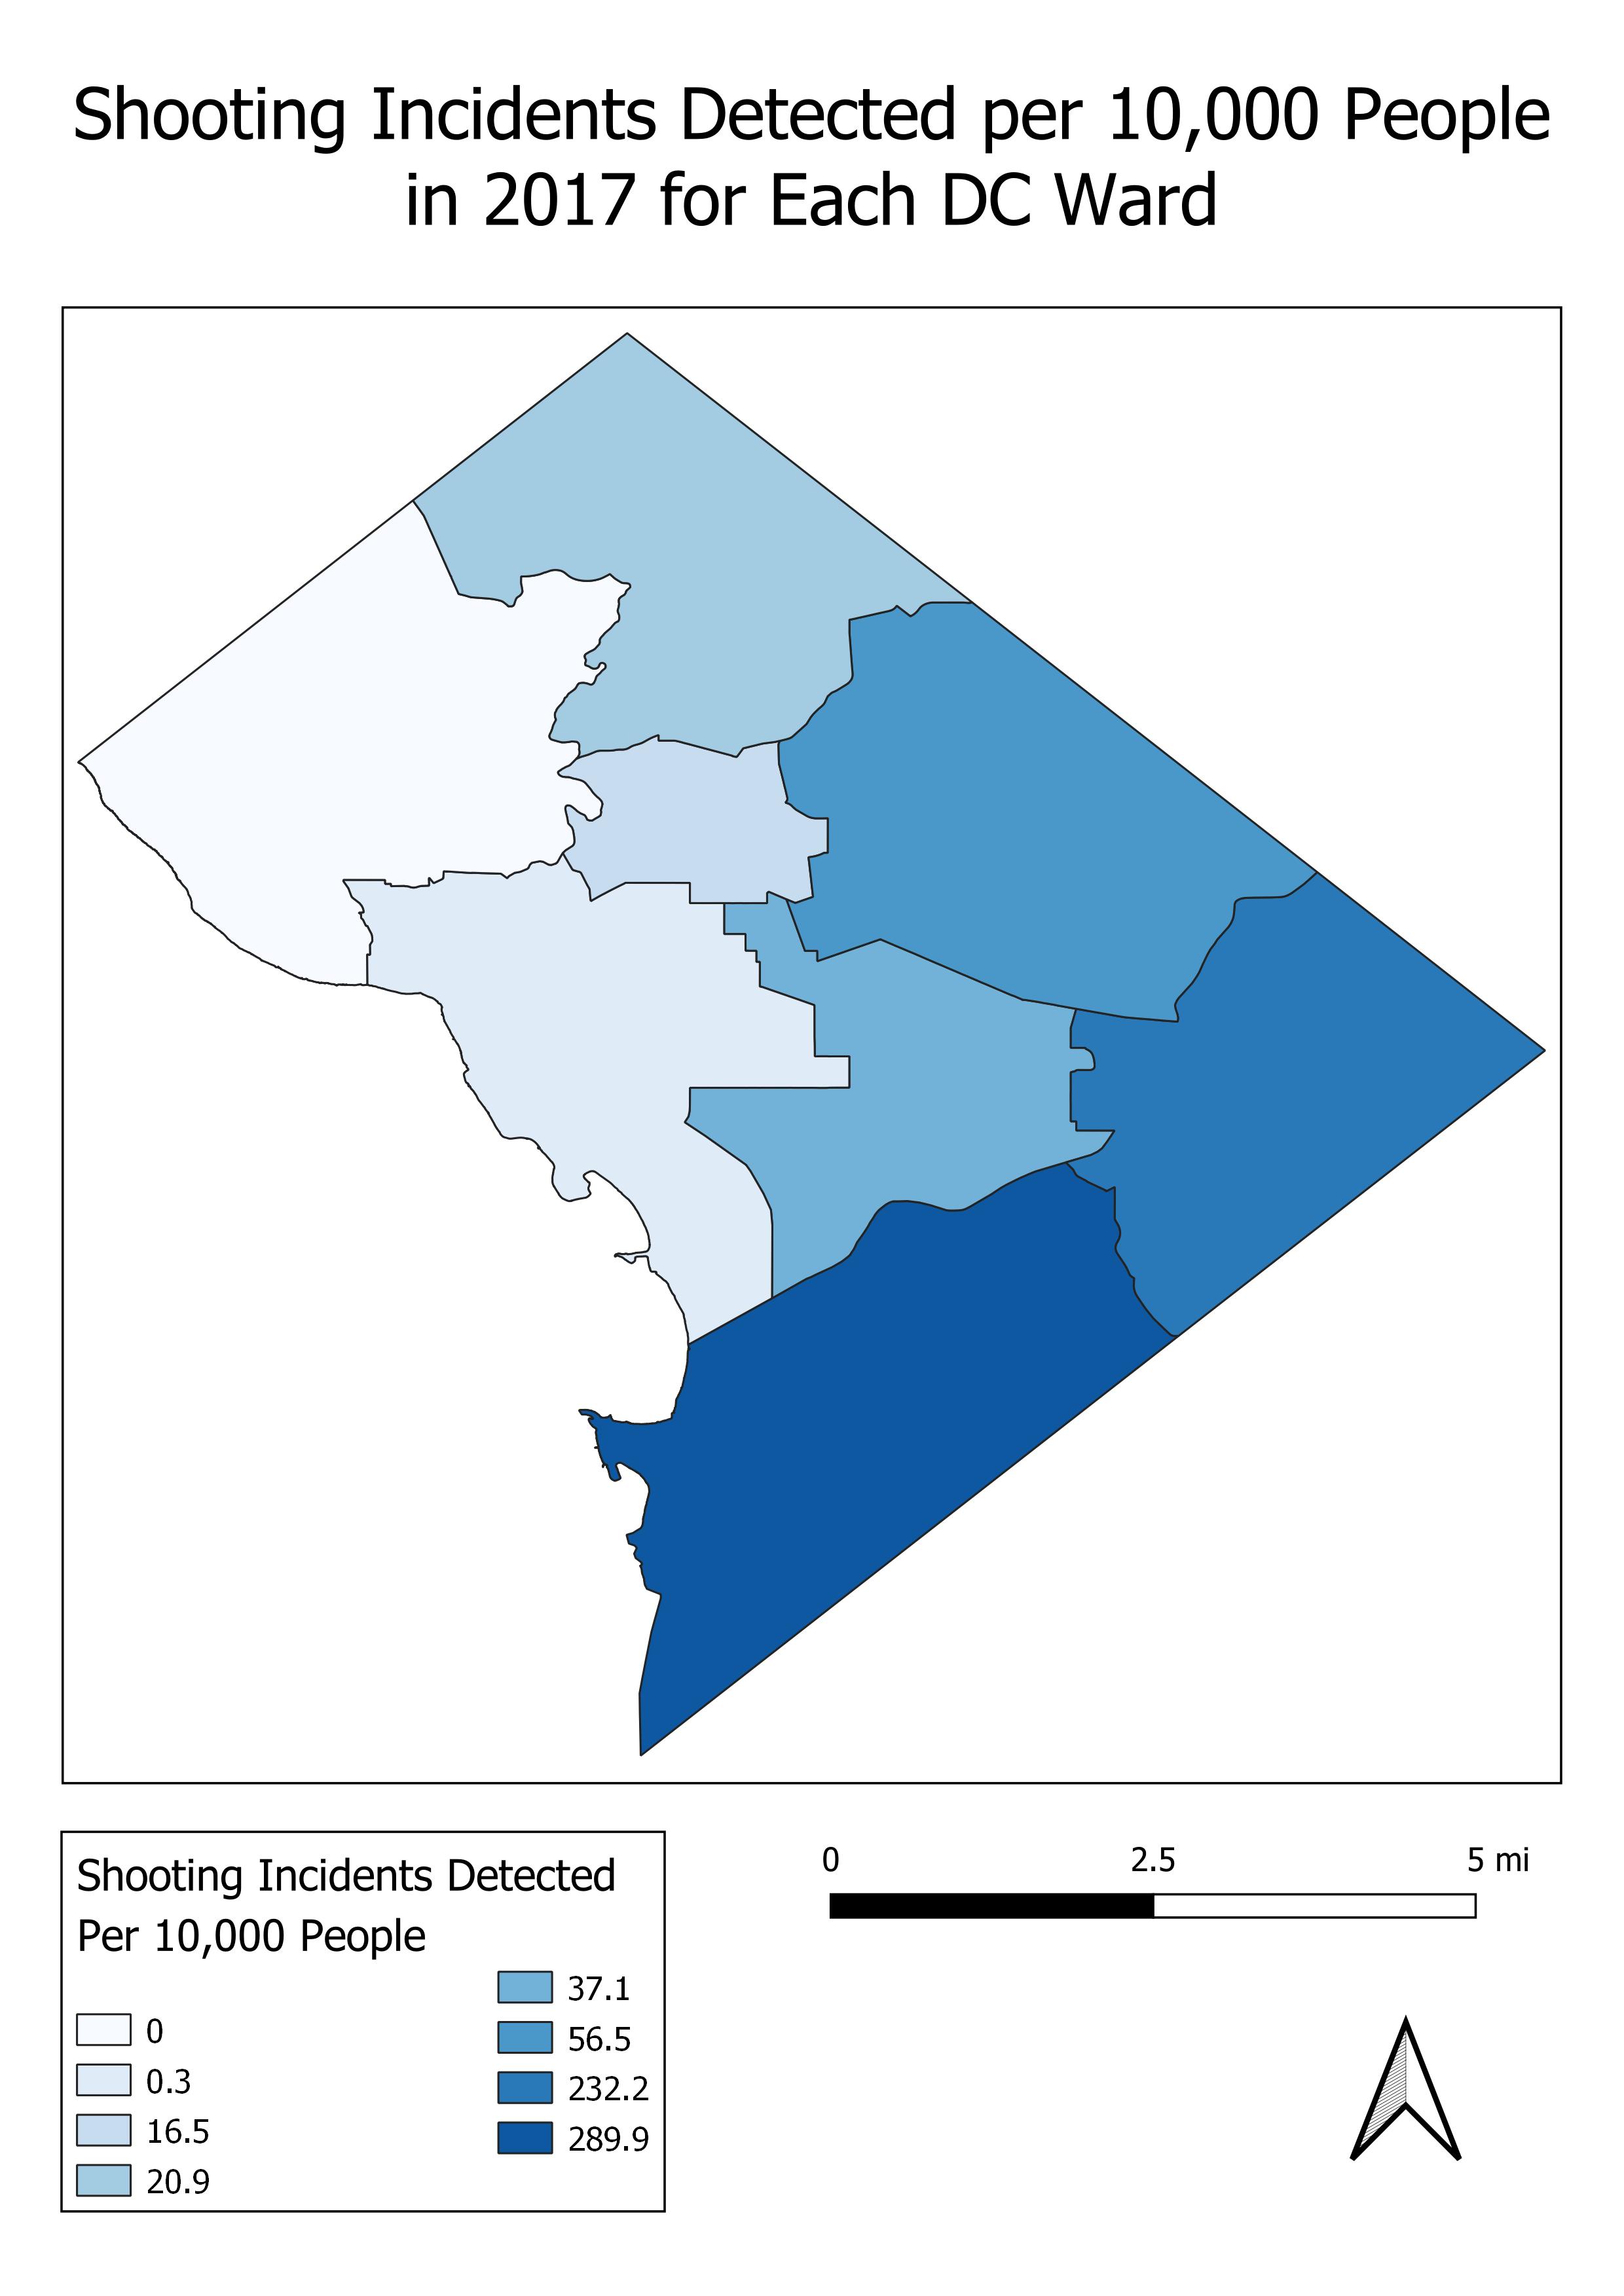 Shooting Incidents Detected per 10,000 People
in 2017 for Each DC Ward
Shooting Incidents Detected
Per 10,000 People
0
0.3
16.5
20.9
37.1
56.5
232.2
289.9
0 2.5 5 mi